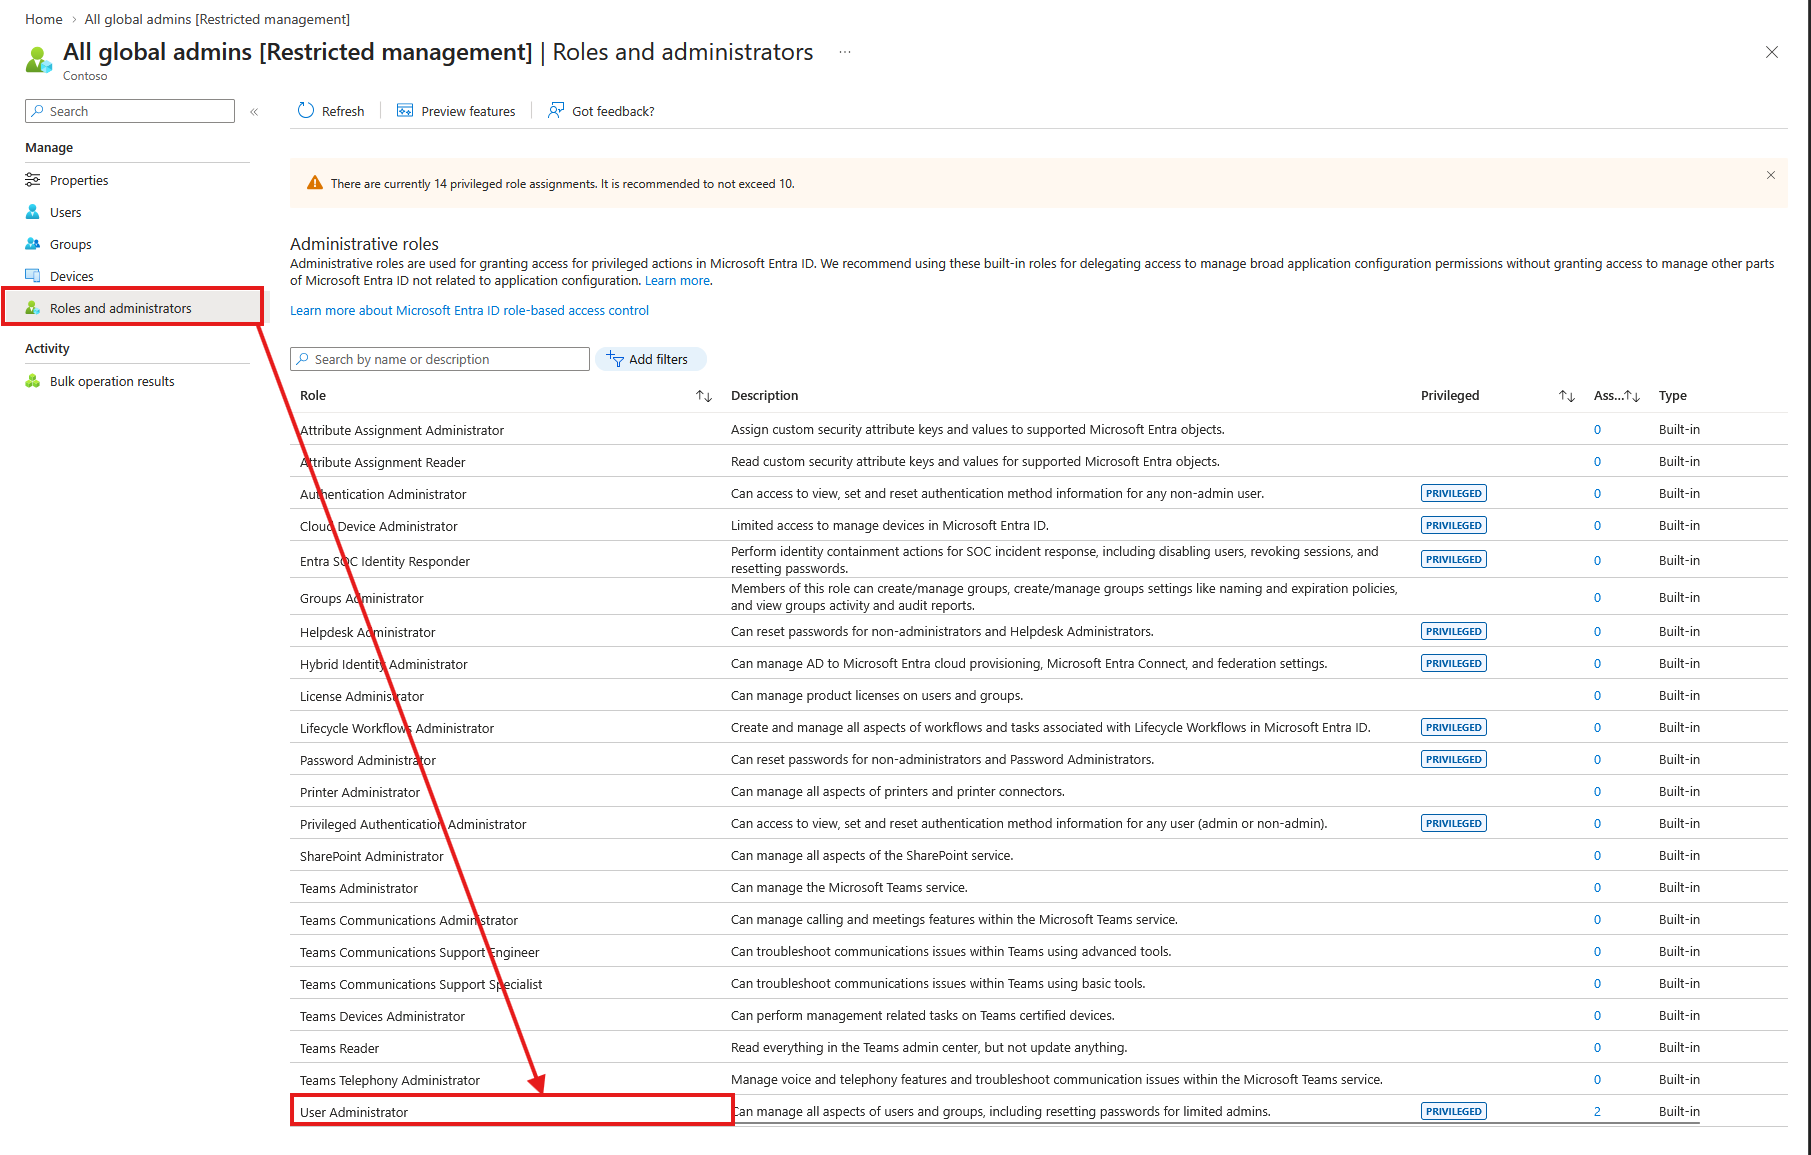 Home › All global admins [Restricted management]
All global admins [Restricted management] | Roles and administrators ...
Contoso
Search «
Refresh Preview features Got feedback?
Manage
Properties
Users
Groups
Devices
Roles and administrators
Activity
Bulk operation results
There are currently 14 privileged role assignments. It is recommended to not exceed 10.
Administrative roles
Administrative roles are used for granting access for privileged actions in Microsoft Entra ID. We recommend using these built-in roles for delegating access to manage broad application configuration permissions without granting access to manage other parts
of Microsoft Entra ID not related to application configuration. Learn more.
Learn more about Microsoft Entra ID role-based access control
Search by name or description Add filters
Role Description Privileged Ass... Type
Attribute Assignment Administrator Assign custom security attribute keys and values to supported Microsoft Entra objects. 0 Built-in
Attribute Assignment Reader Read custom security attribute keys and values for supported Microsoft Entra objects. 0 Built-in
Authentication Administrator Can access to view, set and reset authentication method information for any non-admin user. PRIVILEGED 0 Built-in
Cloud Device Administrator Limited access to manage devices in Microsoft Entra ID. PRIVILEGED 0 Built-in
Entra SOC Identity Responder Perform identity containment actions for SOC incident response, including disabling users, revoking sessions, and
resetting passwords. PRIVILEGED 0 Built-in
Groups Administrator Members of this role can create/manage groups, create/manage groups settings like naming and expiration policies,
and view groups activity and audit reports. 0 Built-in
Helpdesk Administrator Can reset passwords for non-administrators and Helpdesk Administrators. PRIVILEGED 0 Built-in
Hybrid Identity Administrator Can manage AD to Microsoft Entra cloud provisioning, Microsoft Entra Connect, and federation settings. PRIVILEGED 0 Built-in
License Administrator Can manage product licenses on users and groups. 0 Built-in
Lifecycle Workflows Administrator Create and manage all aspects of workflows and tasks associated with Lifecycle Workflows in Microsoft Entra ID. PRIVILEGED 0 Built-in
Password Administrator Can reset passwords for non-administrators and Password Administrators. PRIVILEGED 0 Built-in
Printer Administrator Can manage all aspects of printers and printer connectors. 0 Built-in
Privileged Authentication Administrator Can access to view, set and reset authentication method information for any user (admin or non-admin). PRIVILEGED 0 Built-in
SharePoint Administrator Can manage all aspects of the SharePoint service. 0 Built-in
Teams Administrator Can manage the Microsoft Teams service. 0 Built-in
Teams Communications Administrator Can manage calling and meetings features within the Microsoft Teams service. 0 Built-in
Teams Communications Support Engineer Can troubleshoot communications issues within Teams using advanced tools. 0 Built-in
Teams Communications Support Specialist Can troubleshoot communications issues within Teams using basic tools. 0 Built-in
Teams Devices Administrator Can perform management related tasks on Teams certified devices. 0 Built-in
Teams Reader Read everything in the Teams admin center, but not update anything. 0 Built-in
Teams Telephony Administrator Manage voice and telephony features and troubleshoot communication issues within the Microsoft Teams service. 0 Built-in
User Administrator Can manage all aspects of users and groups, including resetting passwords for limited admins. PRIVILEGED 2 Built-in